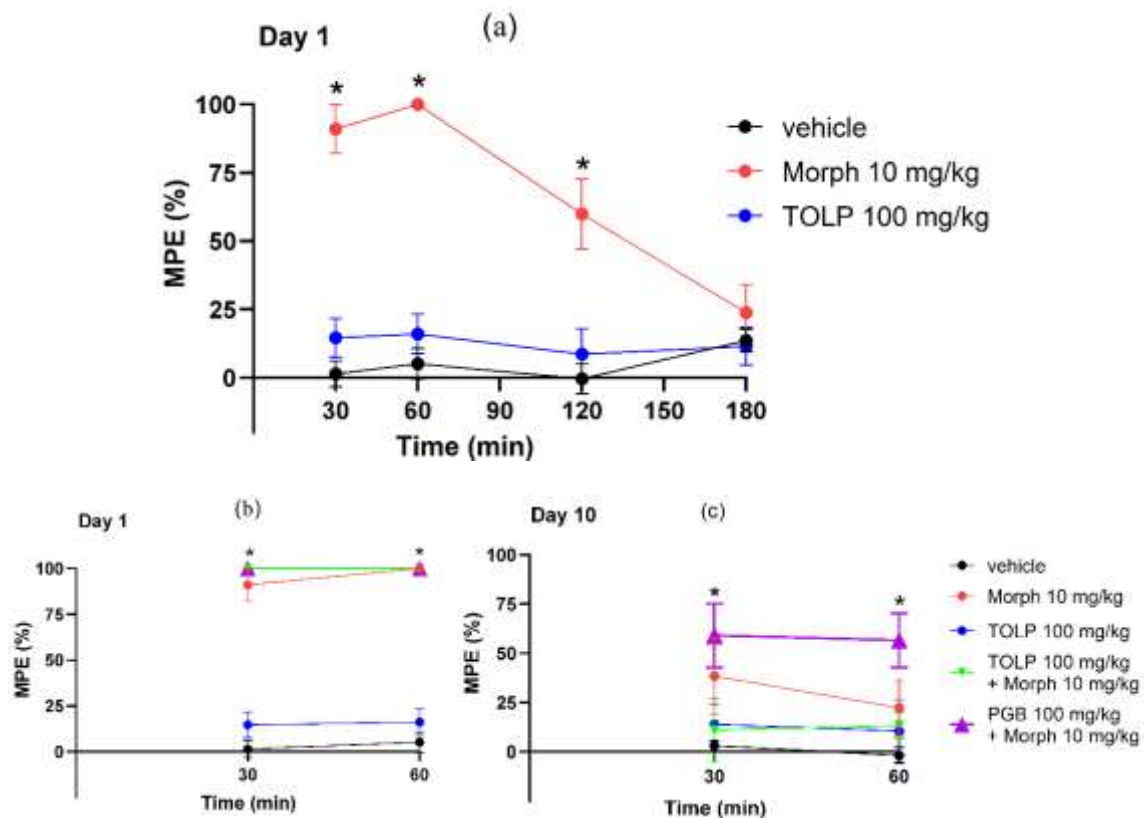 Day 1
(a)
*
*
*
100
75
50
25
0
MPE (%)
30
60
90
120
150
180
Time (min)
vehicle
Morph 10 mg/kg
TOLP 100 mg/kg
Day 1
(b)
*
*
100
75
50
25
0
MPE (%)
30
60
Time (min)
Day 10
(c)
*
*
100
75
50
25
0
MPE (%)
30
60
Time (min)
vehicle
Morph 10 mg/kg
TOLP 100 mg/kg
TOLP 100 mg/kg
+ Morph 10 mg/kg
PGB 100 mg/kg
+ Morph 10 mg/kg